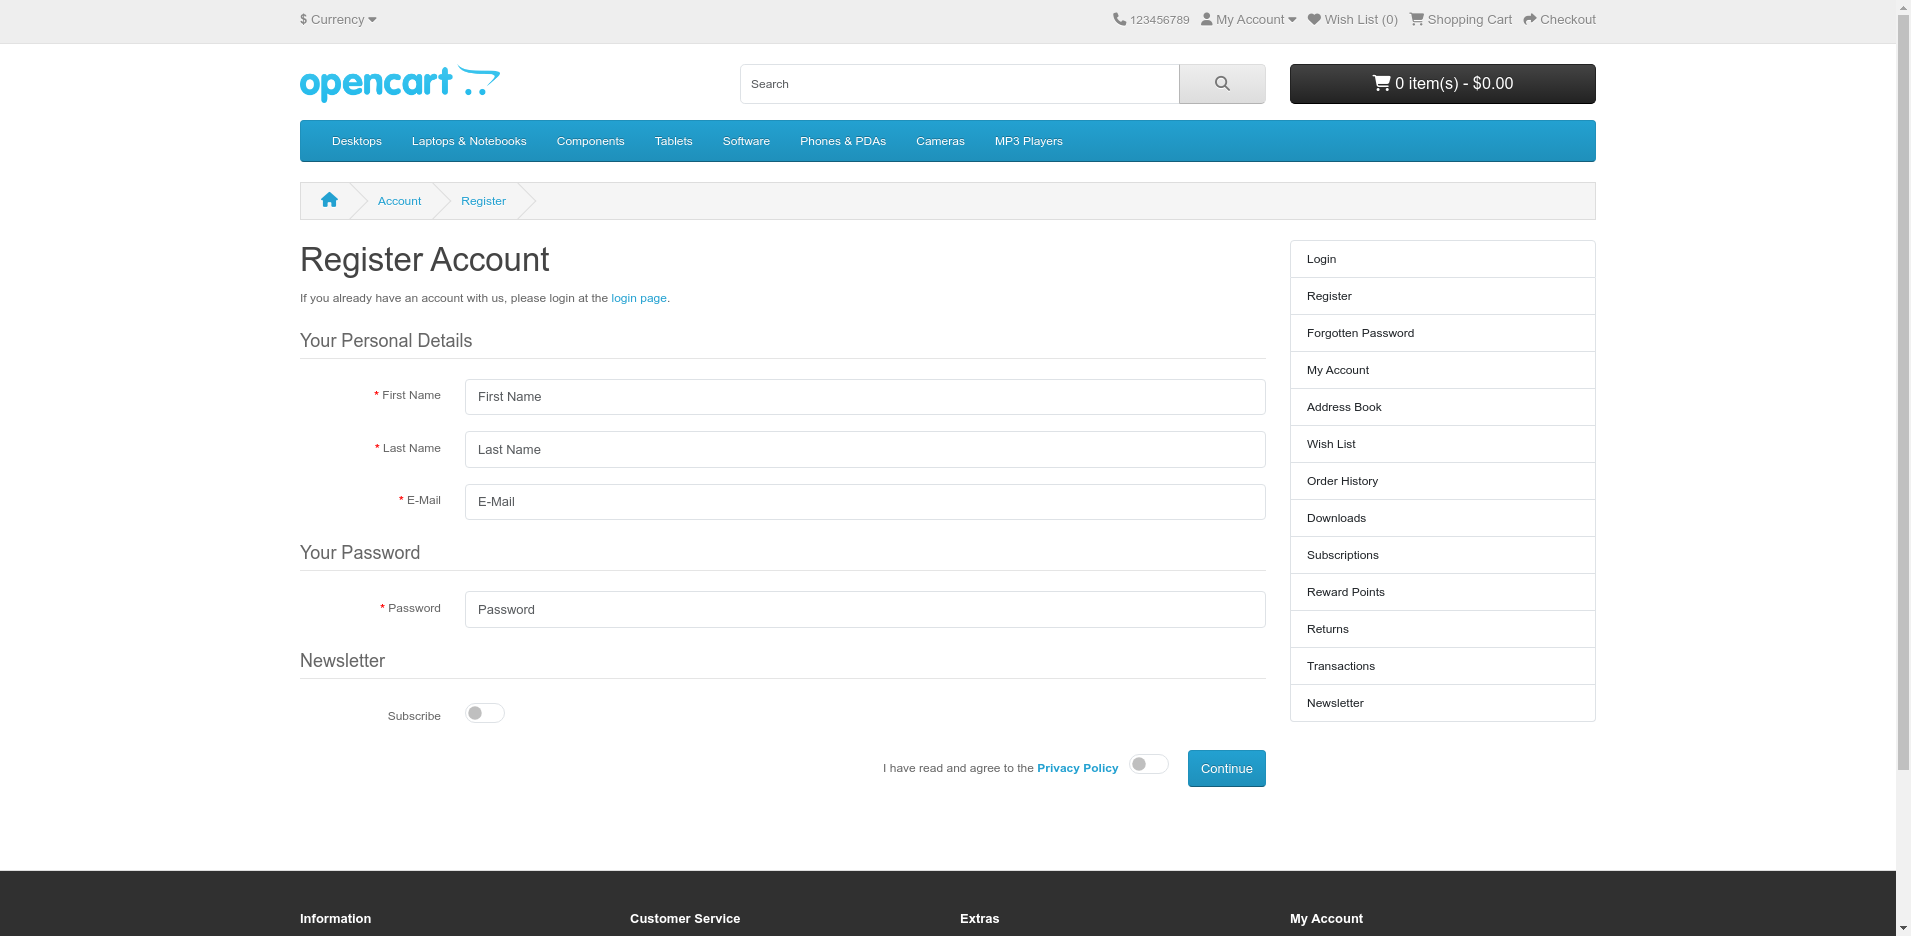 $ Currency
123456789 My Account Wish List (0) Shopping Cart Checkout
opencart
Search
0 item(s) - $0.00
Desktops Laptops & Notebooks Components Tablets Software Phones & PDAs Cameras MP3 Players
Account Register
Register Account
If you already have an account with us, please login at the login page.
Your Personal Details
* First Name First Name
* Last Name Last Name
* E-Mail E-Mail
Your Password
* Password Password
Newsletter
Subscribe
I have read and agree to the Privacy Policy Continue
Login
Register
Forgotten Password
My Account
Address Book
Wish List
Order History
Downloads
Subscriptions
Reward Points
Returns
Transactions
Newsletter
Information Customer Service Extras My Account